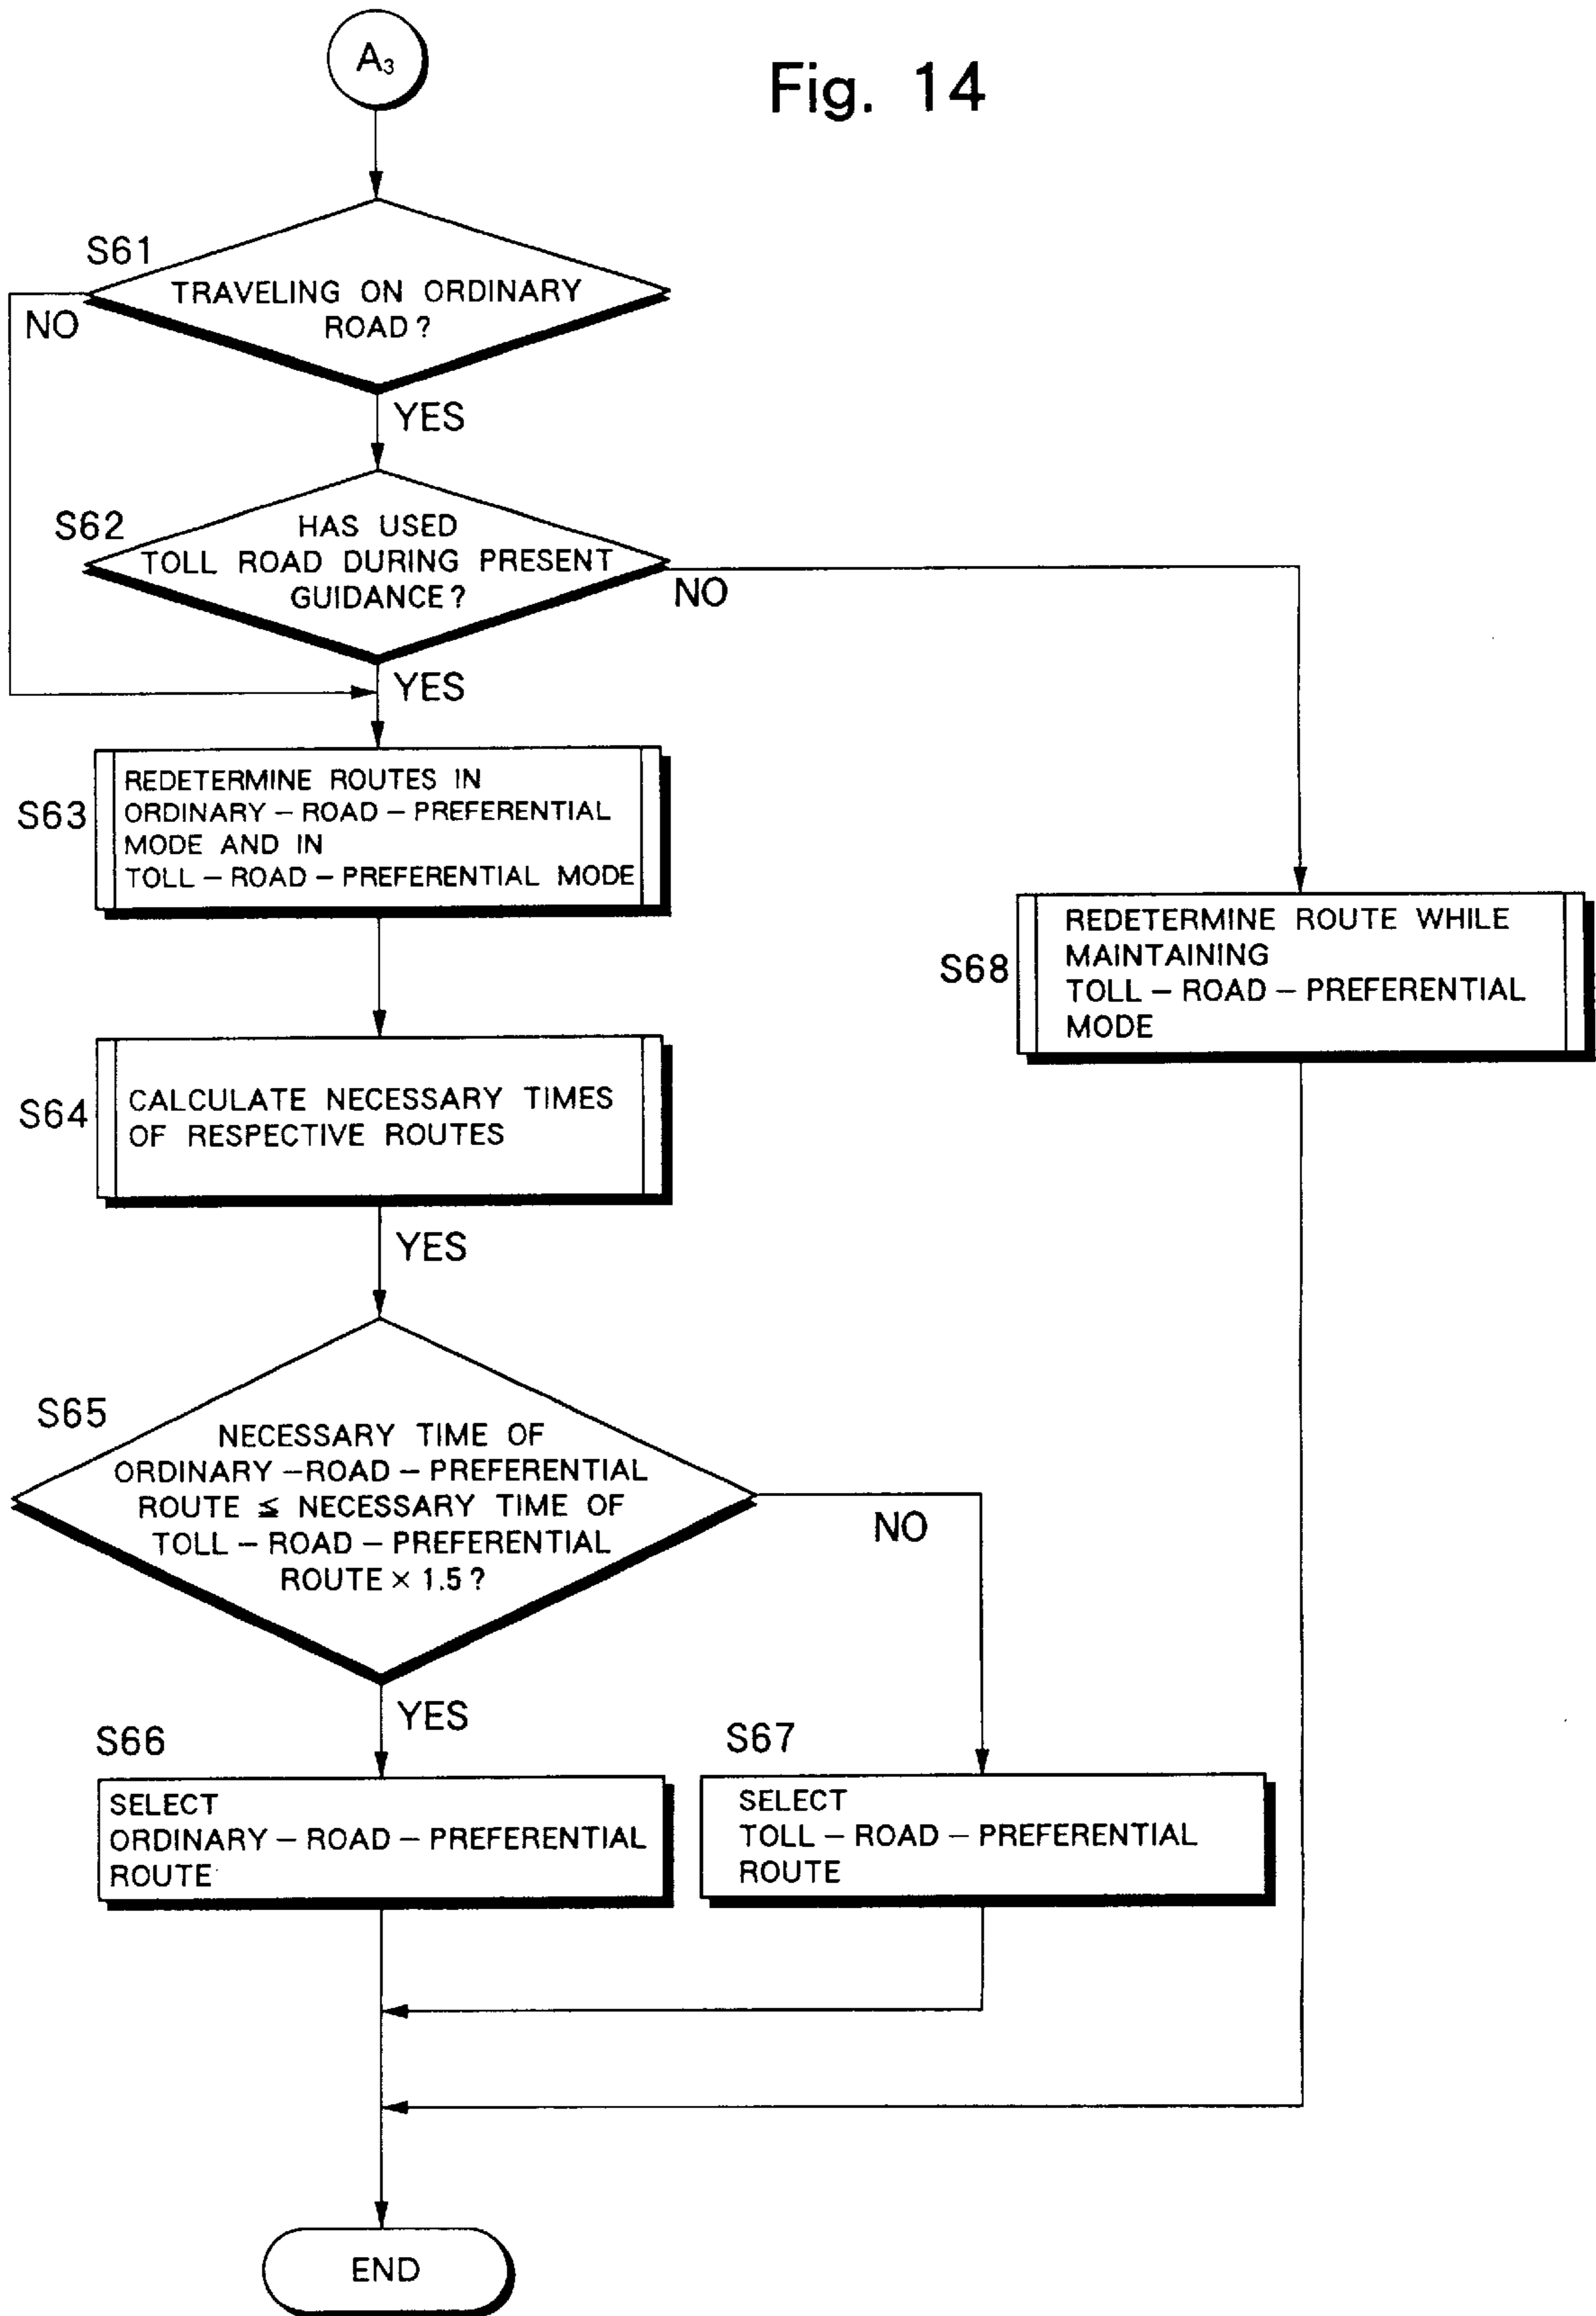 A₃
Fig. 14
S61
TRAVELING ON ORDINARY
ROAD?
NO
YES
S62
HAS USED
TOLL ROAD DURING PRESENT
GUIDANCE?
NO
YES
S63
REDETERMINE ROUTES IN
ORDINARY-ROAD-PREFERENTIAL
MODE AND IN
TOLL-ROAD-PREFERENTIAL MODE
S68
REDETERMINE ROUTE WHILE
MAINTAINING
TOLL-ROAD-PREFERENTIAL
MODE
S64
CALCULATE NECESSARY TIMES
OF RESPECTIVE ROUTES
YES
S65
NECESSARY TIME OF
ORDINARY-ROAD-PREFERENTIAL
ROUTE ≦ NECESSARY TIME OF
TOLL-ROAD-PREFERENTIAL
ROUTE × 1.5?
NO
YES
S66
SELECT
ORDINARY-ROAD-PREFERENTIAL
ROUTE
S67
SELECT
TOLL-ROAD-PREFERENTIAL
ROUTE
END